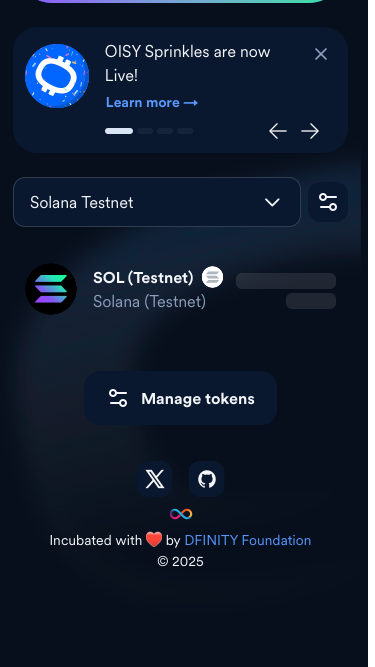 OISY Sprinkles are now
Live!
Learn more →
Solana Testnet
SOL (Testnet)
Solana (Testnet)
Manage tokens
Incubated with ❤️ by DFINITY Foundation
© 2025